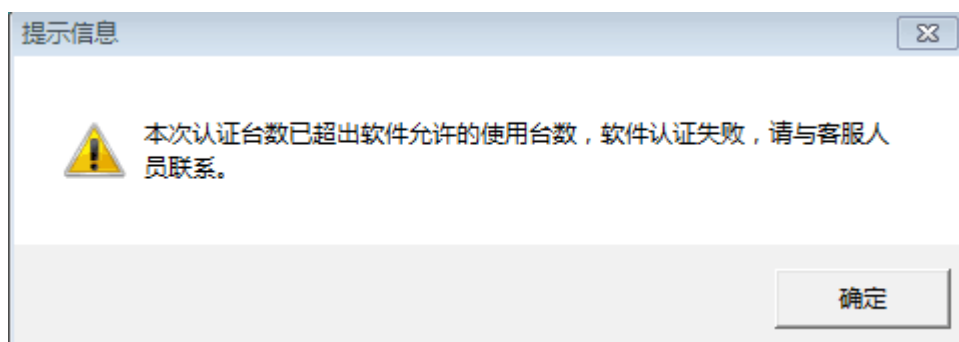 提示信息
本次认证台数已超出软件允许的使用台数，软件认证失败，请与客服人
员联系。
确定